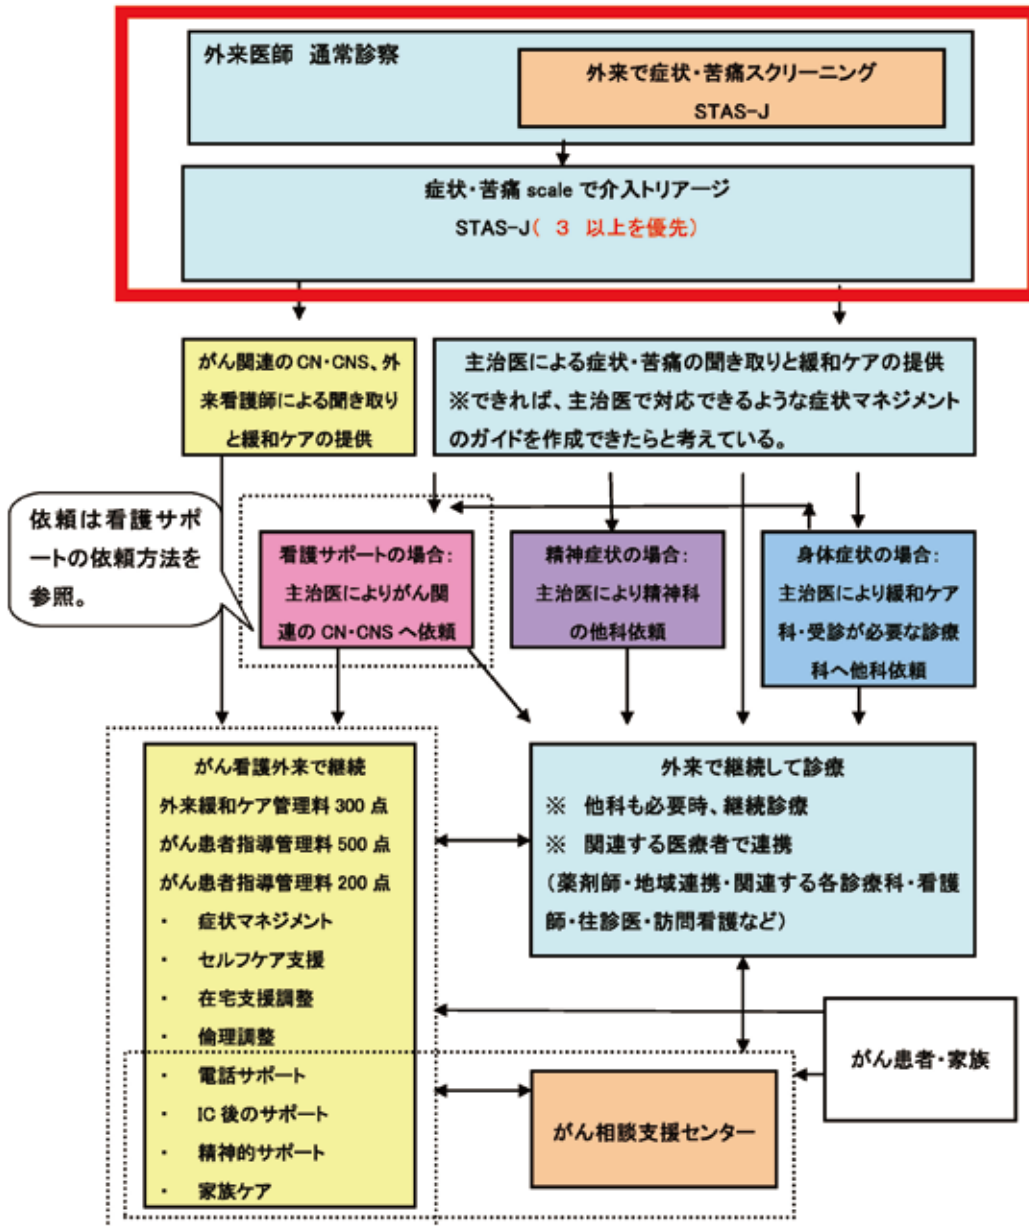 外来医師 通常診察
外来で症状・苦痛スクリーニング
STAS-J
症状・苦痛 scale で介入トリアージ
STAS-J( 3 以上を優先)
がん関連の CN・CNS、外
来看護師による聞き取り
と緩和ケアの提供
主治医による症状・苦痛の聞き取りと緩和ケアの提供
※できれば、主治医で対応できるような症状マネジメント
のガイドを作成できたらと考えている。
依頼は看護サポ
ートの依頼方法を
参照。
看護サポートの場合:
主治医によりがん関
連の CN・CNS へ依頼
精神症状の場合:
主治医により精神科
の他科依頼
身体症状の場合:
主治医により緩和ケア
科・受診が必要な診療
科へ他科依頼
がん看護外来で継続
外来緩和ケア管理料 300 点
がん患者指導管理料 500 点
がん患者指導管理料 200 点
・ 症状マネジメント
・ セルフケア支援
・ 在宅支援調整
・ 倫理調整
・ 電話サポート
・ IC 後のサポート
・ 精神的サポート
・ 家族ケア
外来で継続して診療
※ 他科も必要時、継続診療
※ 関連する医療者で連携
(薬剤師・地域連携・関連する各診療科・看護
師・往診医・訪問看護など)
がん患者・家族
がん相談支援センター